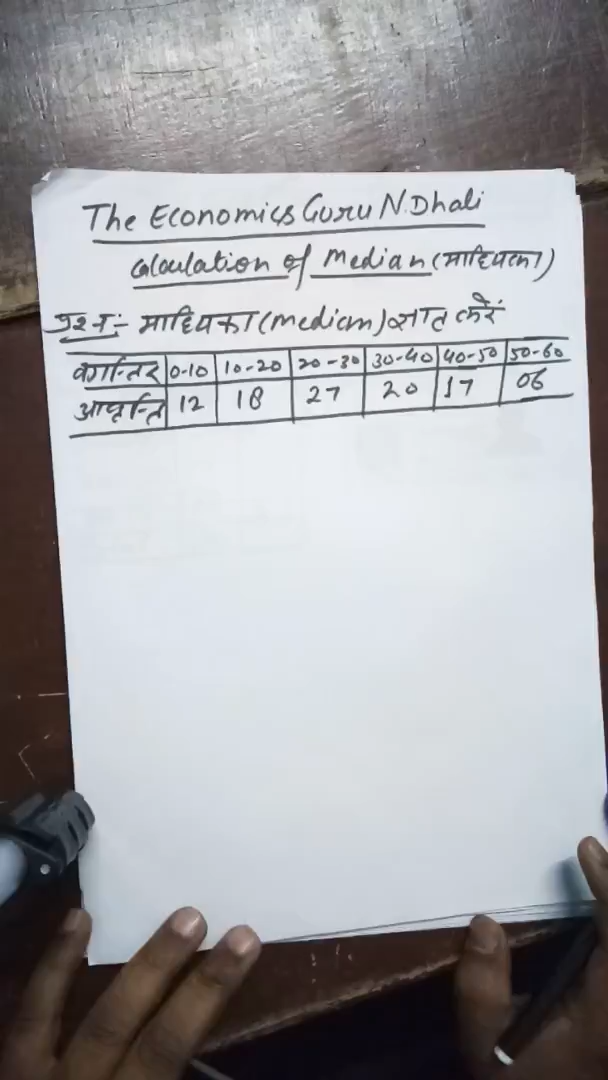 The Economics Guru N.Dhali
Calculation of Median (माध्यिका)
प्रश्न:- माध्यिका (median) ज्ञात करें
वर्गान्तर 0-10 10-20 20-30 30-40 40-50 50-60
आवृत्ति 12 18 27 20 17 06